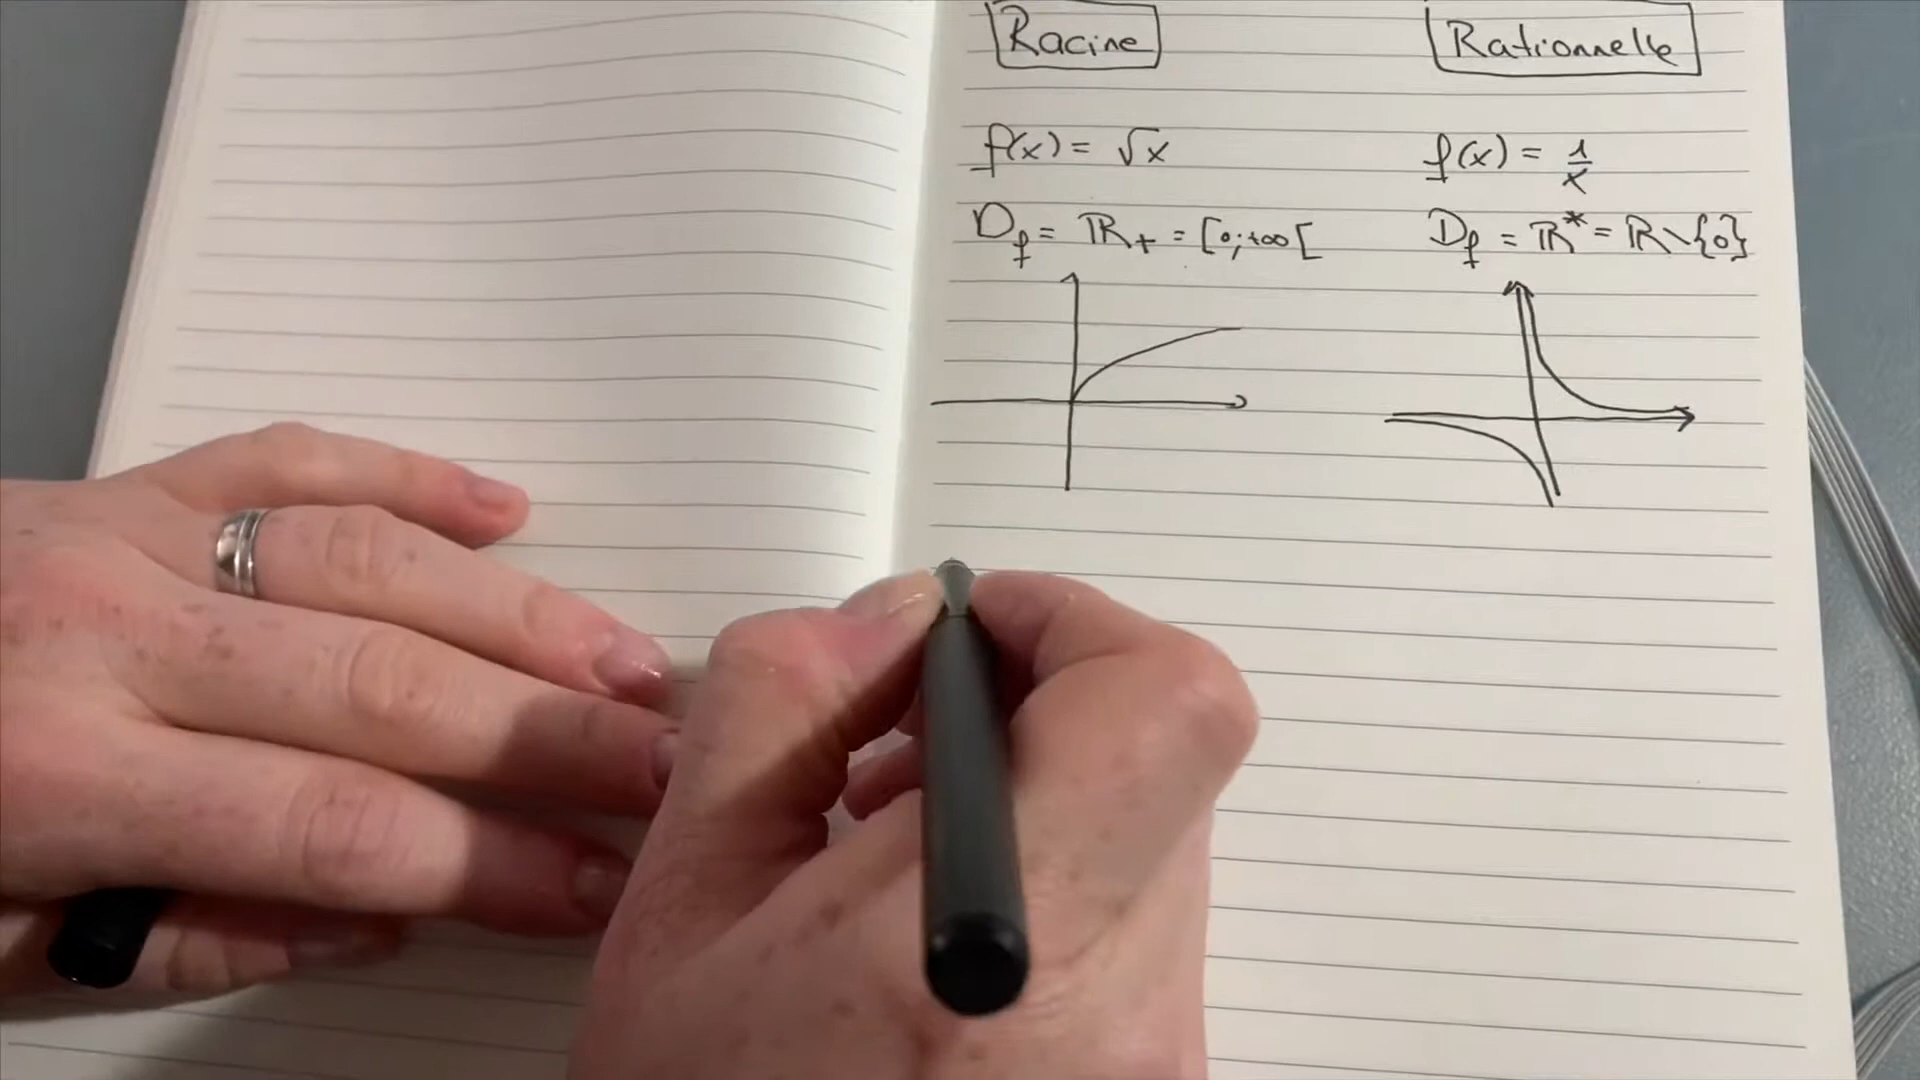 Racine
f(x) = √x
D_f = ℝ₊ = [0;+∞[
Rationnelle
f(x) = 1/x
D_f = ℝ* = ℝ\{0}